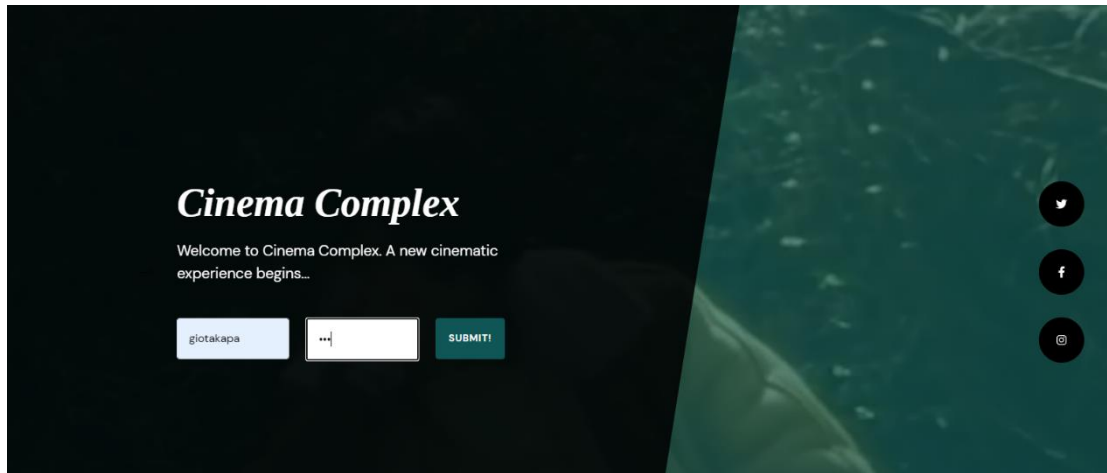 Cinema Complex
Welcome to Cinema Complex. A new cinematic
experience begins...
giotakapa
•••
SUBMIT!